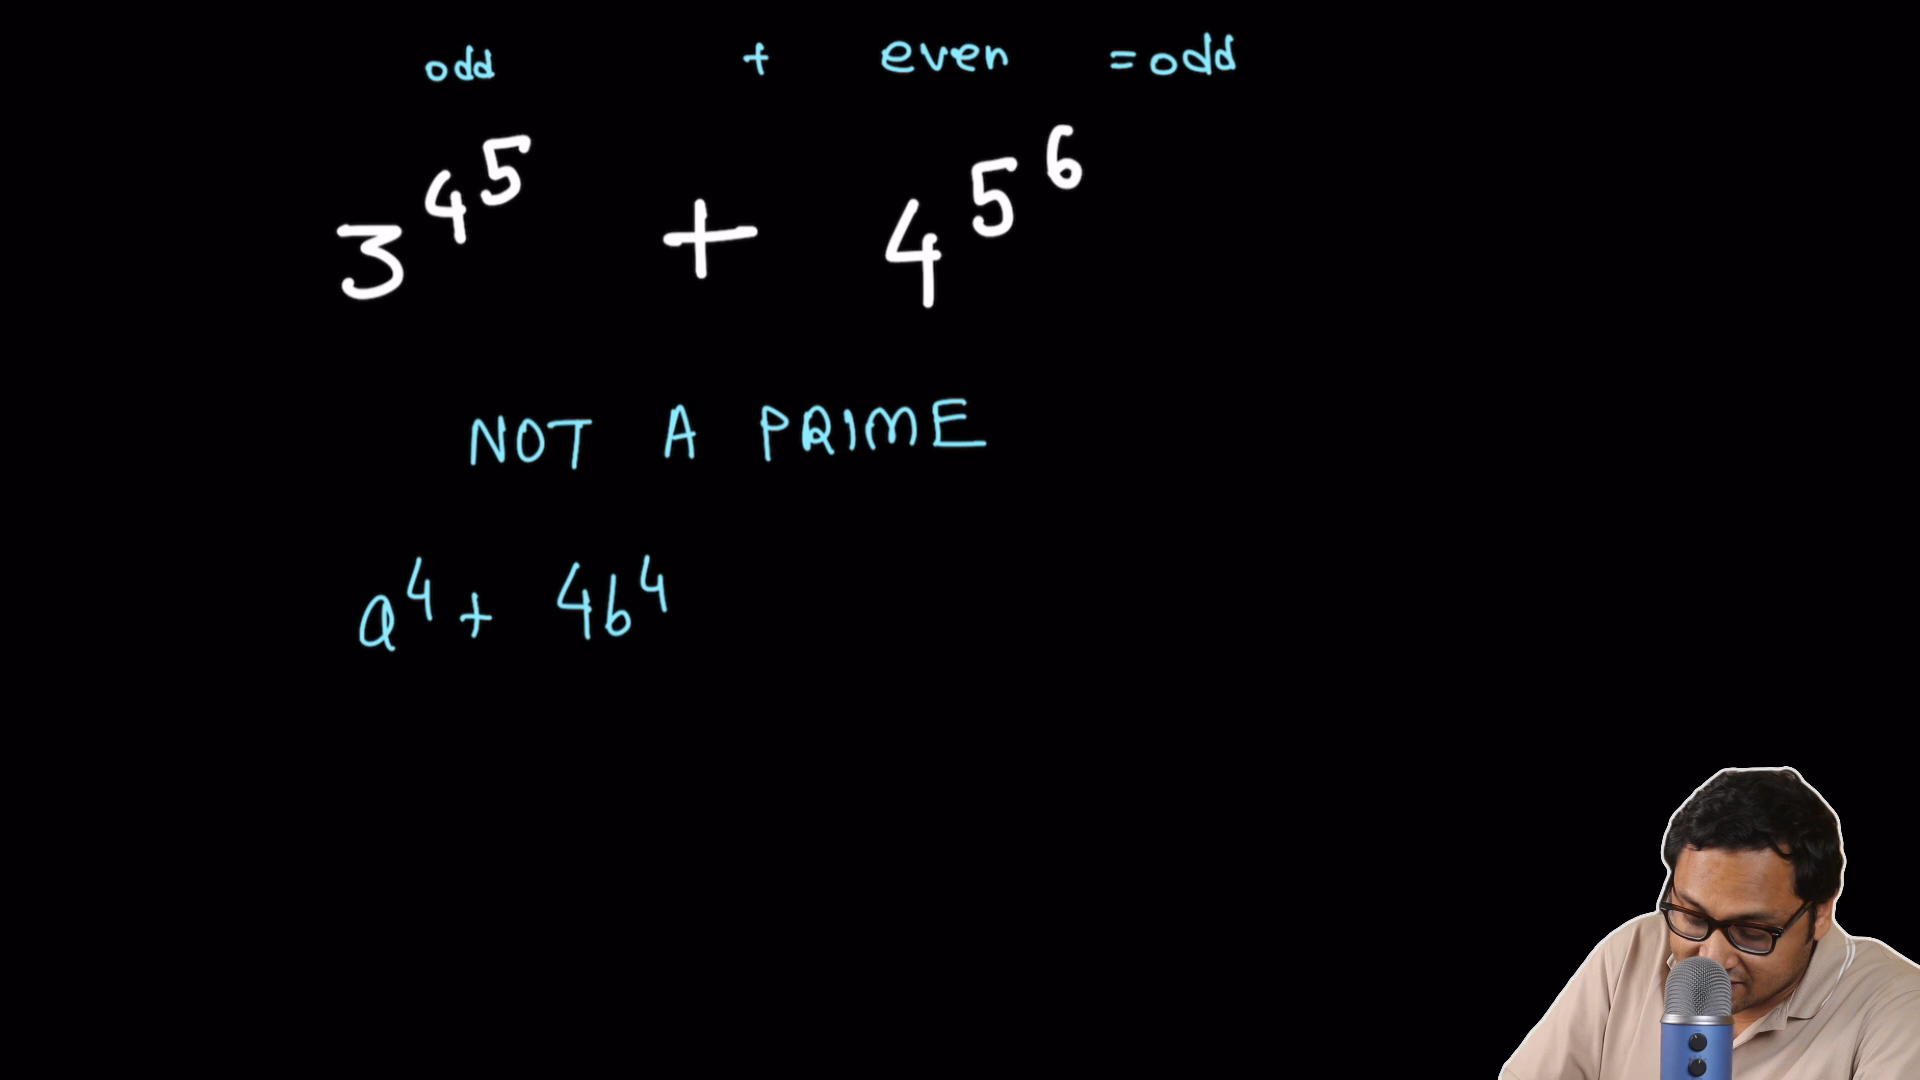 odd + even = odd
3^4^5 + 4^5^6
NOT A PRIME
a^4 + 4b^4